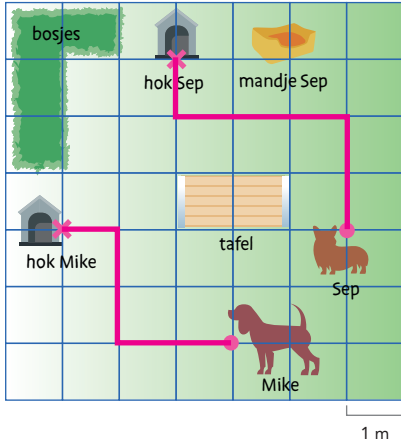 bosjes
hok Sep
mandje Sep
hok Mike
tafel
Sep
Mike
1 m